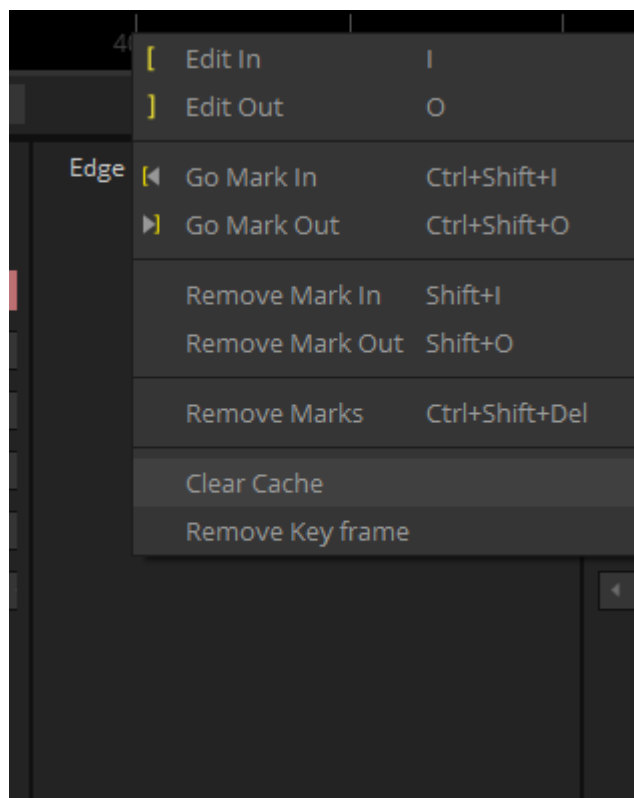 40
Edit In I
Edit Out O
Edge
Go Mark In Ctrl+Shift+I
Go Mark Out Ctrl+Shift+O
Remove Mark In Shift+I
Remove Mark Out Shift+O
Remove Marks Ctrl+Shift+Del
Clear Cache
Remove Key frame